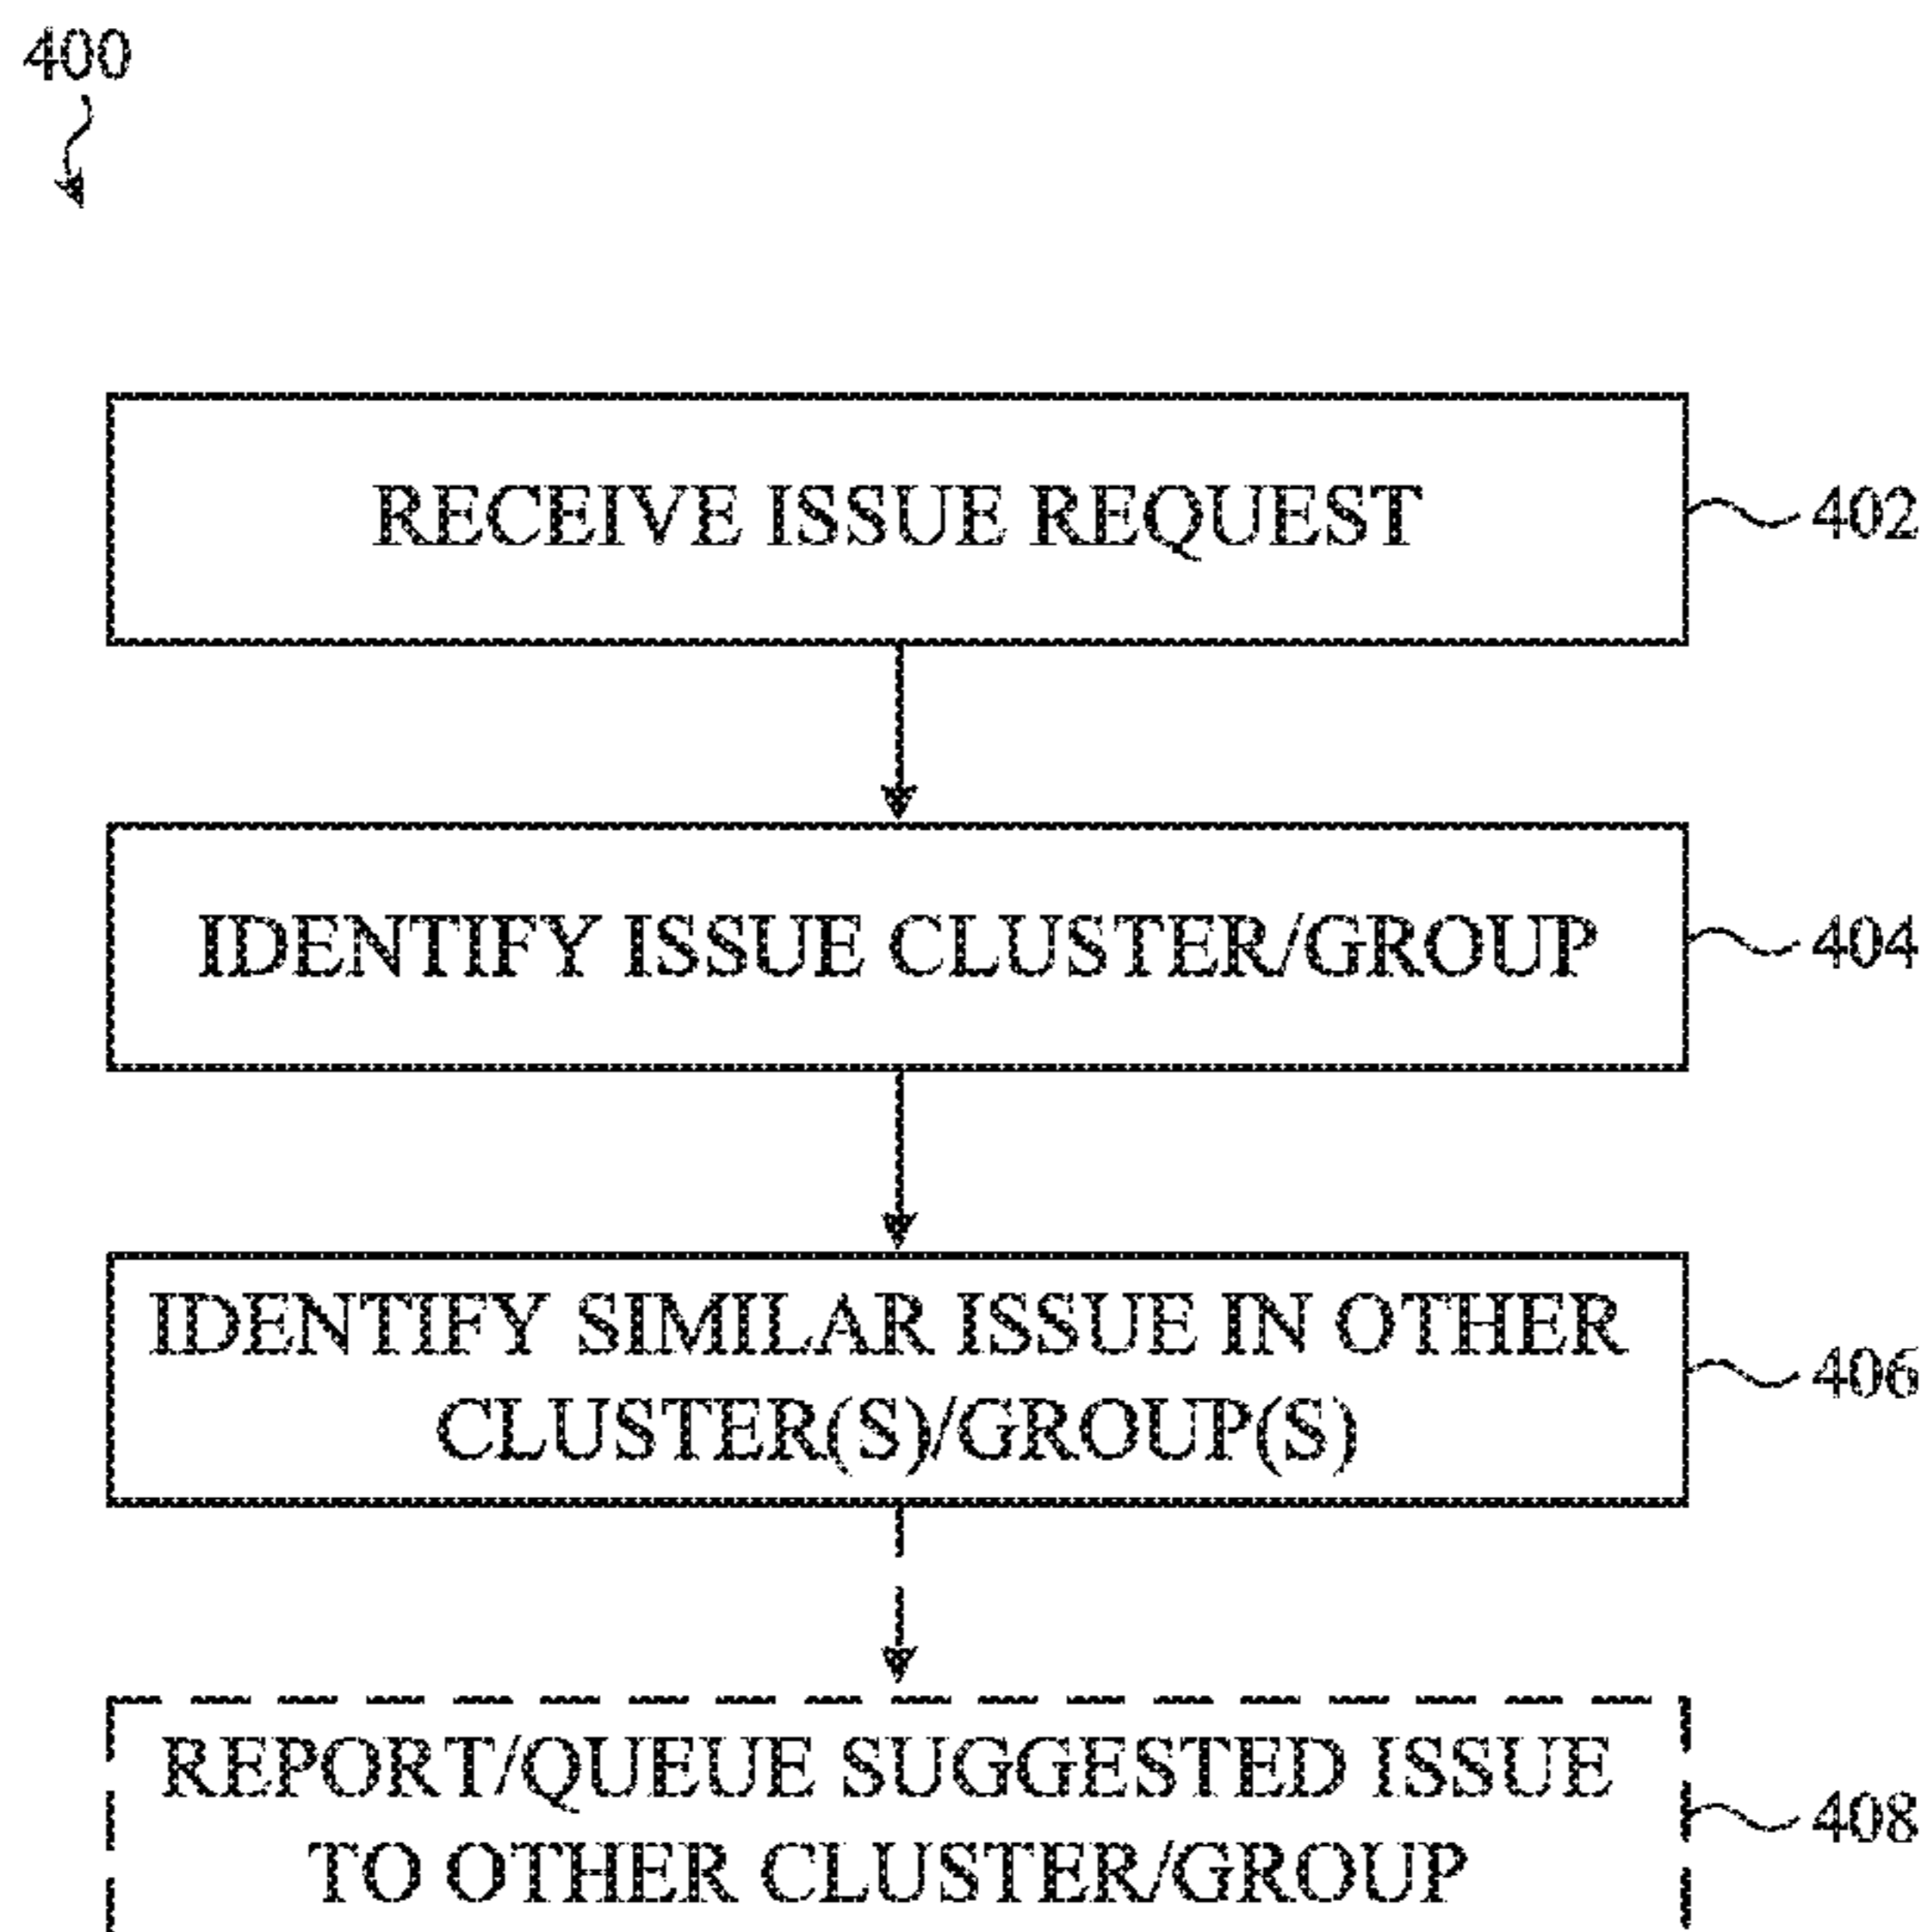 400
RECEIVE ISSUE REQUEST
402
IDENTIFY ISSUE CLUSTER/GROUP
404
IDENTIFY SIMILAR ISSUE IN OTHER
CLUSTER(S)/GROUP(S)
406
REPORT/QUEUE SUGGESTED ISSUE
TO OTHER CLUSTER/GROUP
408